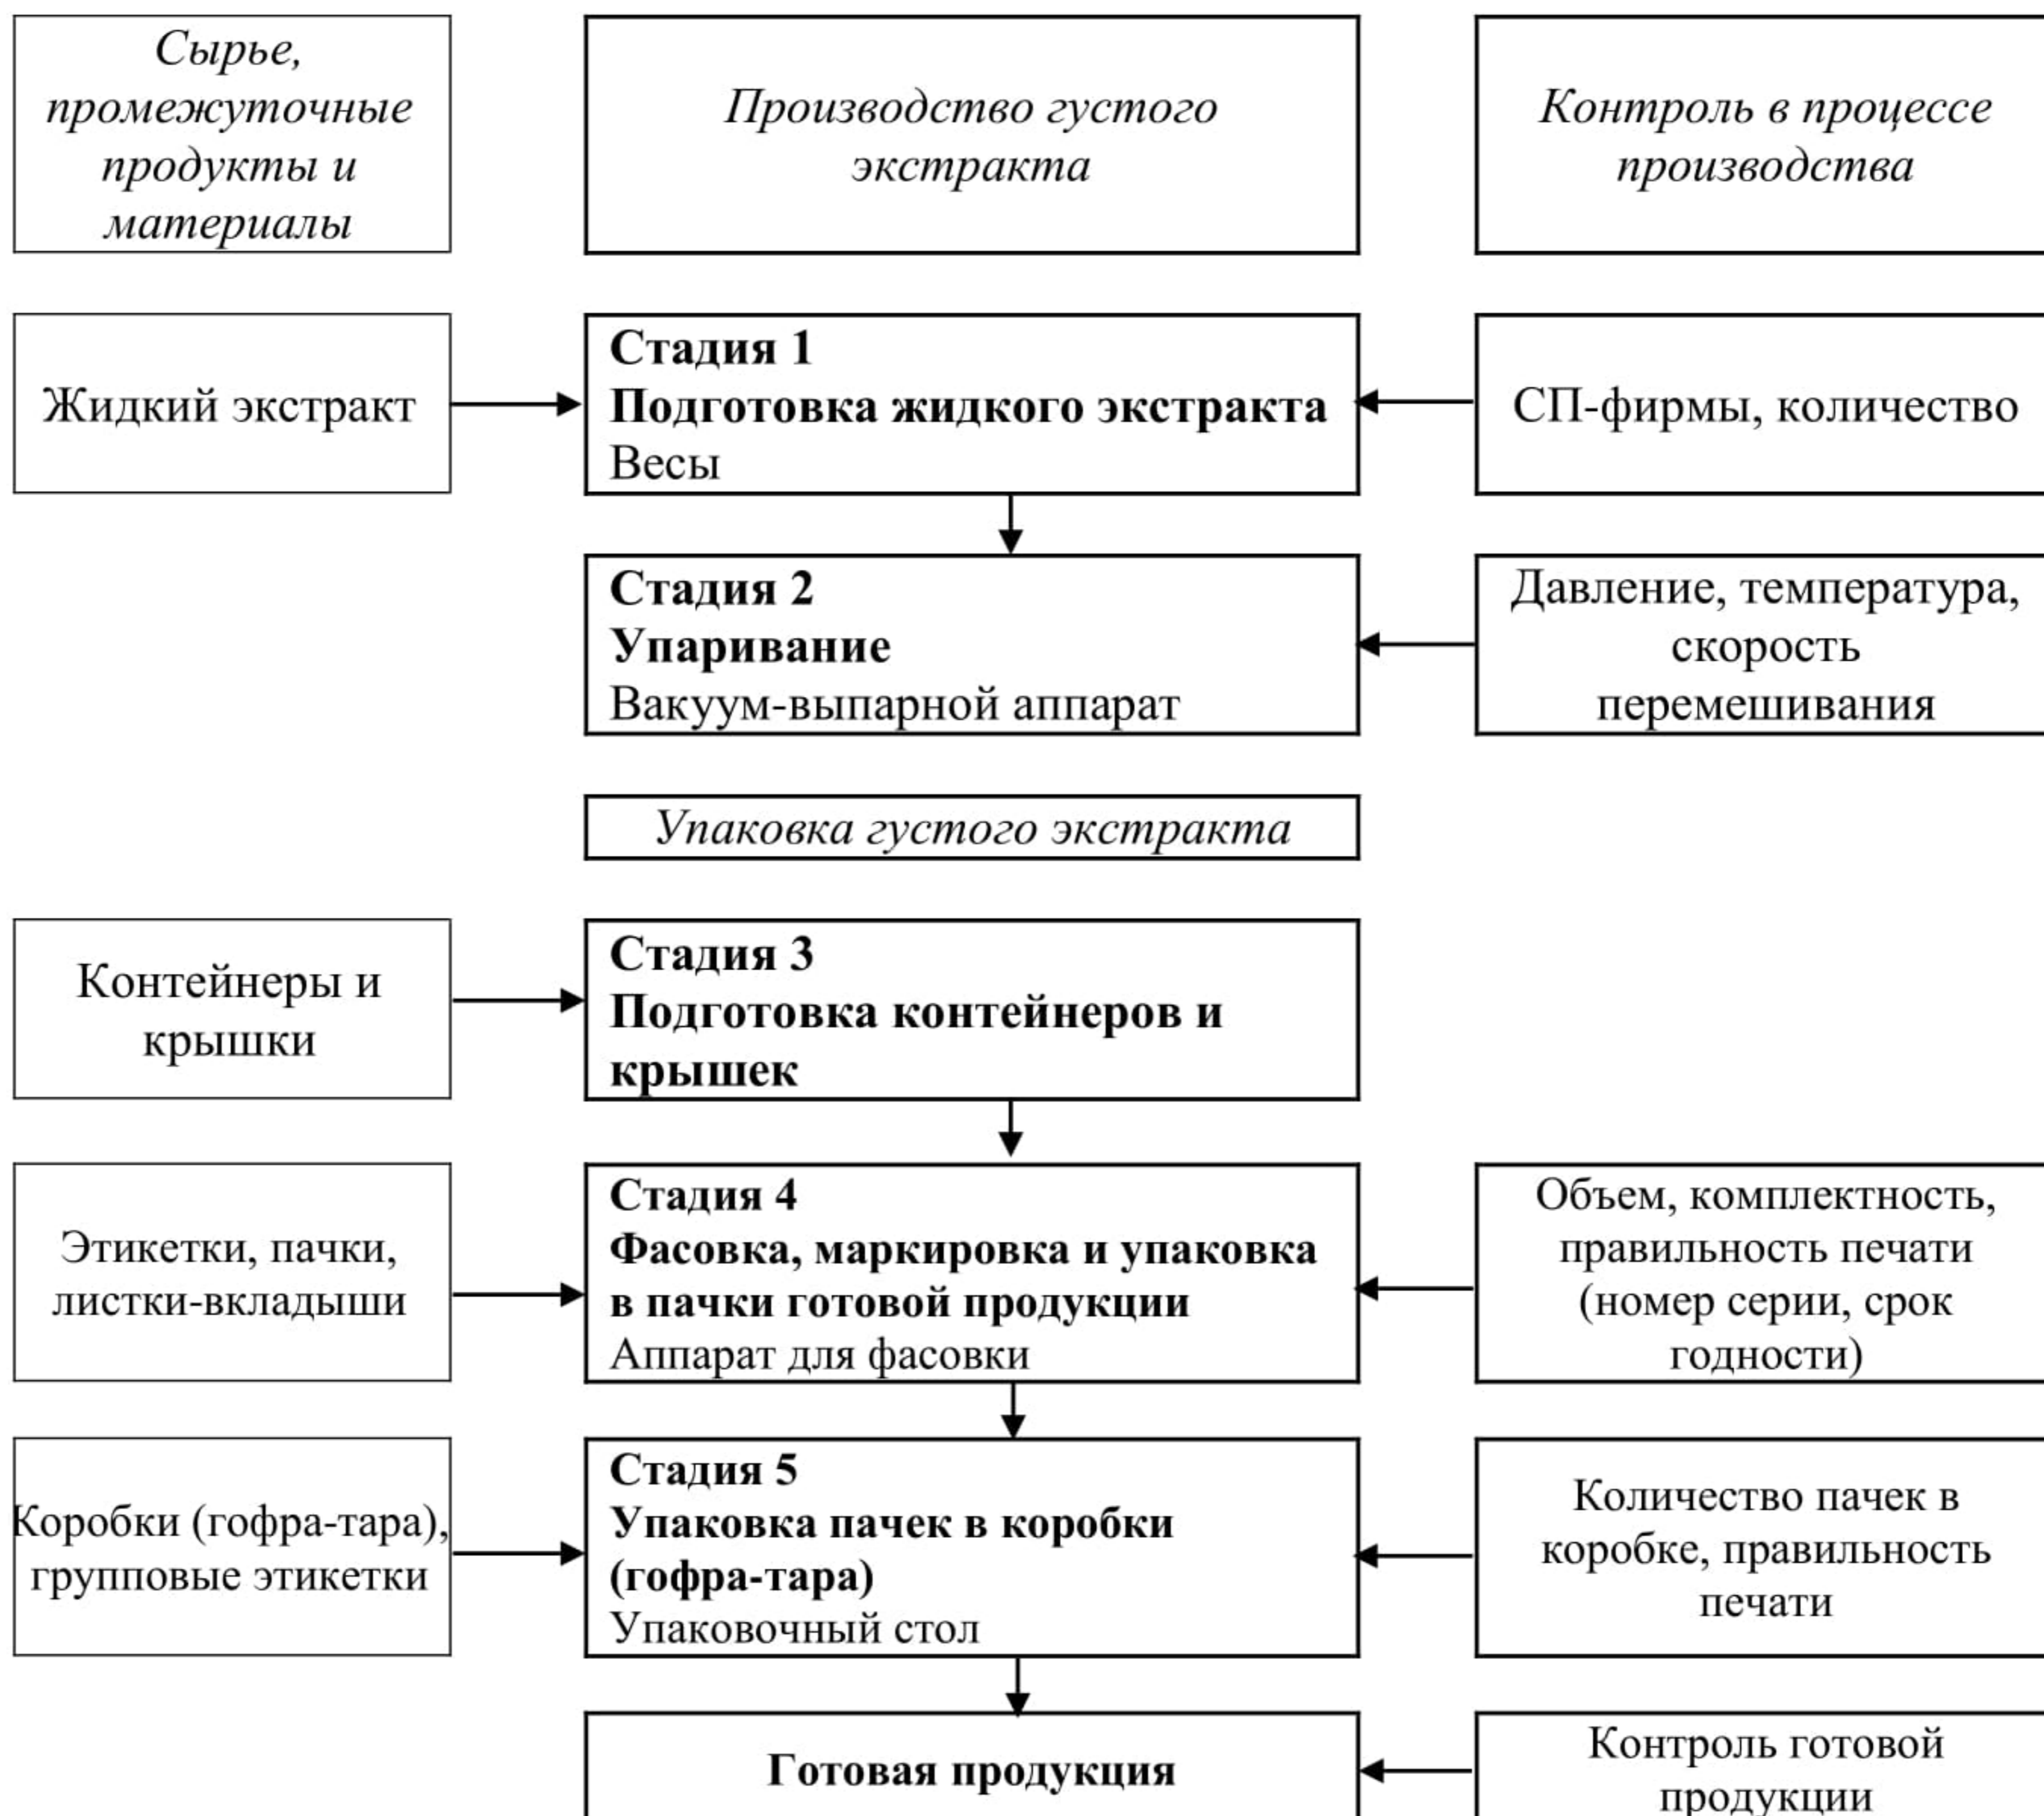 Сырье,
промежуточные
продукты и
материалы
Производство густого
экстракта
Контроль в процессе
производства
Жидкий экстракт
Стадия 1
Подготовка жидкого экстракта
Весы
СП-фирмы, количество
Стадия 2
Упаривание
Вакуум-выпарной аппарат
Давление, температура,
скорость
перемешивания
Упаковка густого экстракта
Контейнеры и
крышки
Стадия 3
Подготовка контейнеров и
крышек
Этикетки, пачки,
листки-вкладыши
Стадия 4
Фасовка, маркировка и упаковка
в пачки готовой продукции
Аппарат для фасовки
Объем, комплектность,
правильность печати
(номер серии, срок
годности)
Коробки (гофра-тара),
групповые этикетки
Стадия 5
Упаковка пачек в коробки
(гофра-тара)
Упаковочный стол
Количество пачек в
коробке, правильность
печати
Готовая продукция
Контроль готовой
продукции